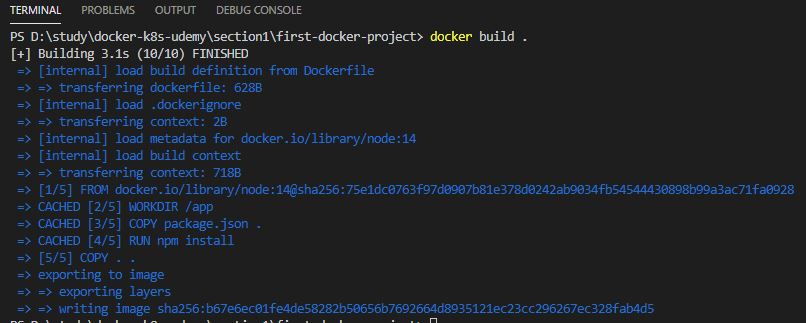 TERMINAL PROBLEMS OUTPUT DEBUG CONSOLE
PS D:\study\docker-k8s-udemy\section1\first-docker-project> docker build .
[+] Building 3.1s (10/10) FINISHED
=> [internal] load build definition from Dockerfile
=> => transferring dockerfile: 628B
=> [internal] load .dockerignore
=> => transferring context: 2B
=> [internal] load metadata for docker.io/library/node:14
=> [internal] load build context
=> => transferring context: 718B
=> [1/5] FROM docker.io/library/node:14@sha256:75e1dc0763f97d0907b81e378d0242ab9034fb54544430898b99a3ac71fa0928
=> CACHED [2/5] WORKDIR /app
=> CACHED [3/5] COPY package.json .
=> CACHED [4/5] RUN npm install
=> [5/5] COPY . .
=> exporting to image
=> => exporting layers
=> => writing image sha256:b67e6ec01fe4de58282b50656b7692664d8935121ec23cc296267ec328fab4d5